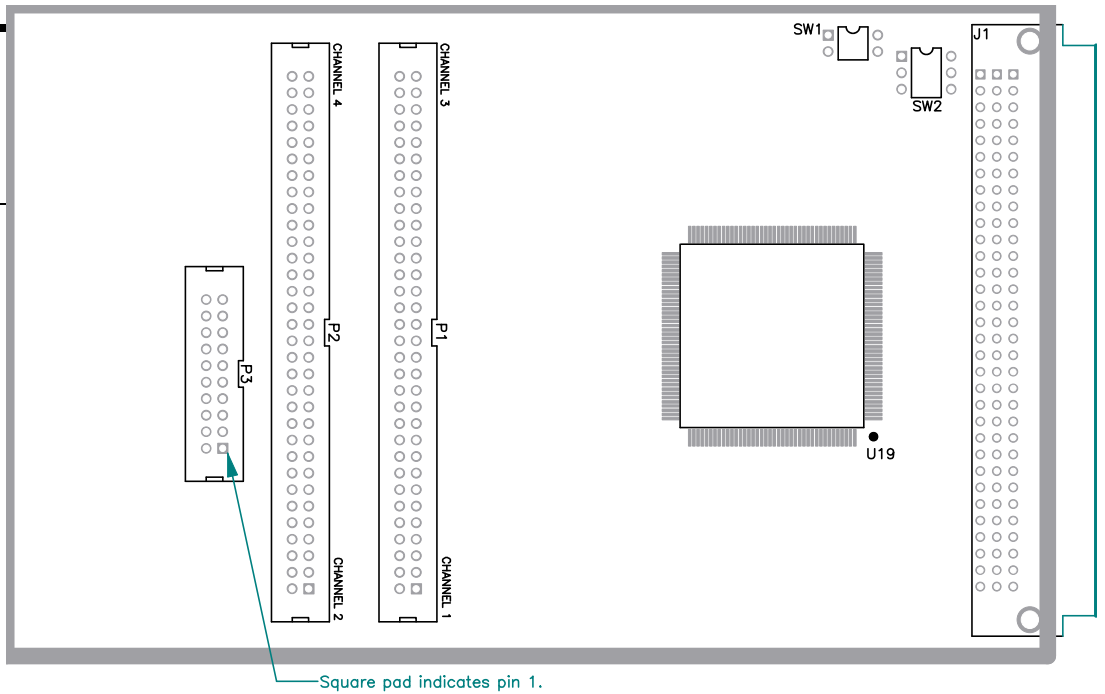 SW1
J1
SW2
CHANNEL 4
CHANNEL 3
P3
P2
P1
U19
CHANNEL 2
CHANNEL 1
Square pad indicates pin 1.